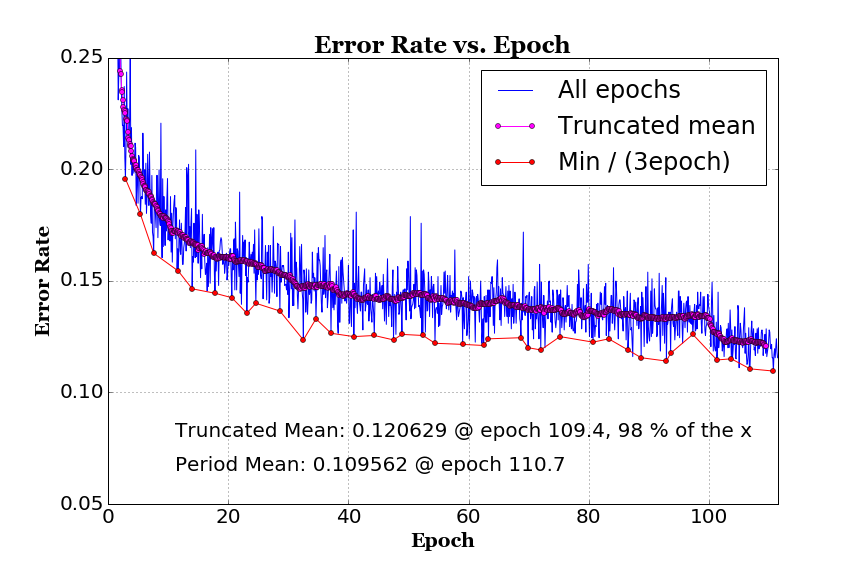 Error Rate vs. Epoch
0.25
0.20
0.15
0.10
0.05
Error Rate
All epochs
Truncated mean
Min / (3epoch)
Truncated Mean: 0.120629 @ epoch 109.4, 98 % of the x
Period Mean: 0.109562 @ epoch 110.7
0 20 40 60 80 100
Epoch